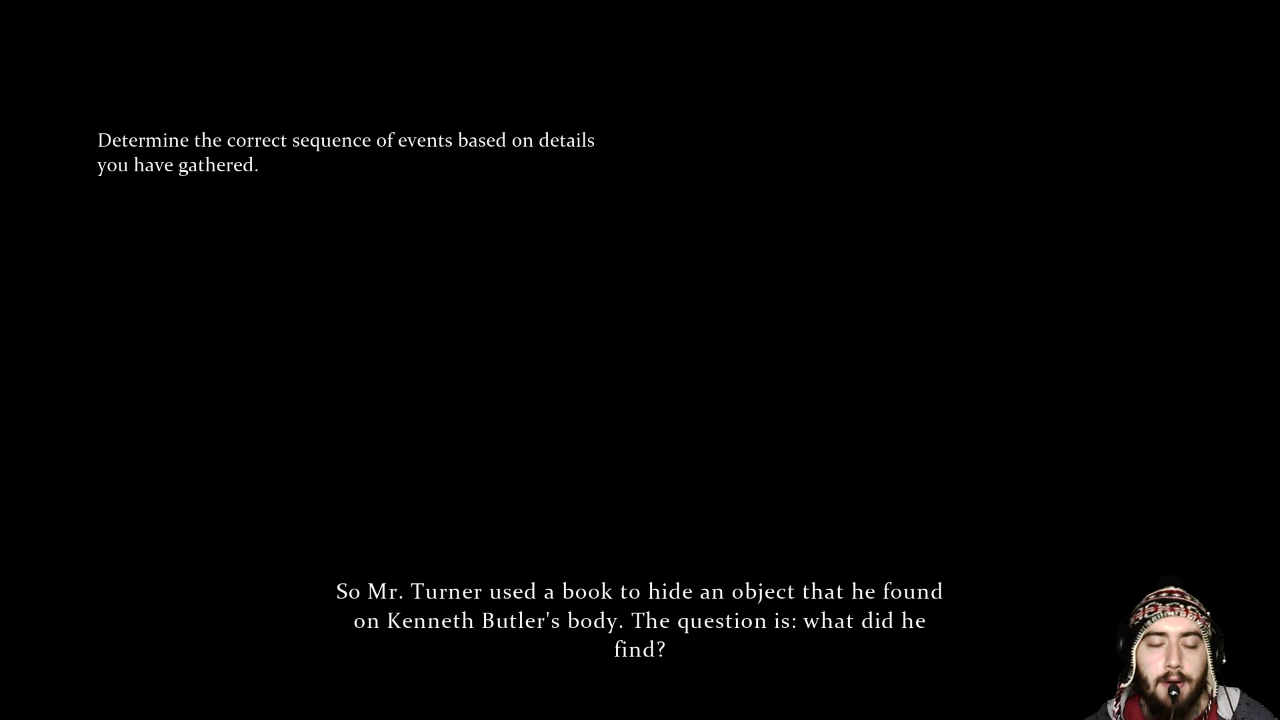 Determine the correct sequence of events based on details
you have gathered.
So Mr. Turner used a book to hide an object that he found
on Kenneth Butler's body. The question is: what did he
find?